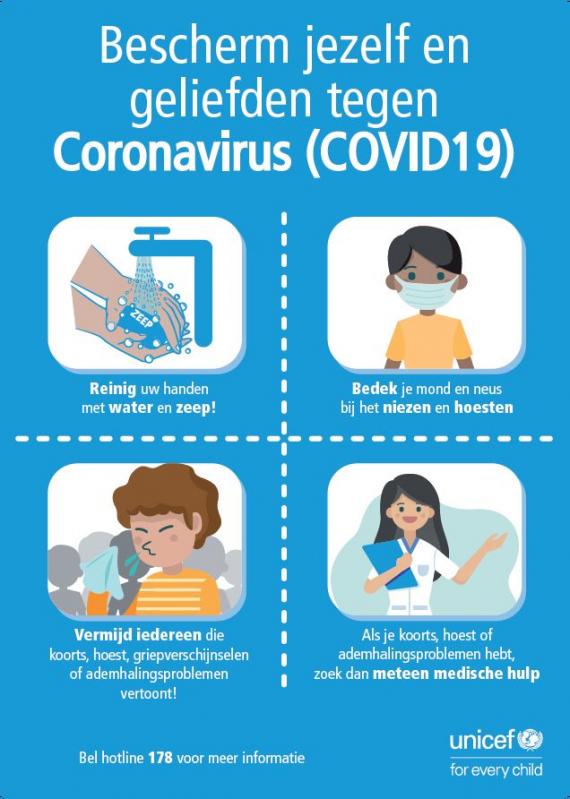 Bescherm jezelf en
geliefden tegen
Coronavirus (COVID19)
ZEEP
Reinig uw handen
met water en zeep!
Bedek je mond en neus
bij het niezen en hoesten
Vermijd iedereen die
koorts, hoest, griepverschijnselen
of ademhalingsproblemen
vertoont!
Als je koorts, hoest of
ademhalingsproblemen hebt,
zoek dan meteen medische hulp
Bel hotline 178 voor meer informatie
unicef
for every child